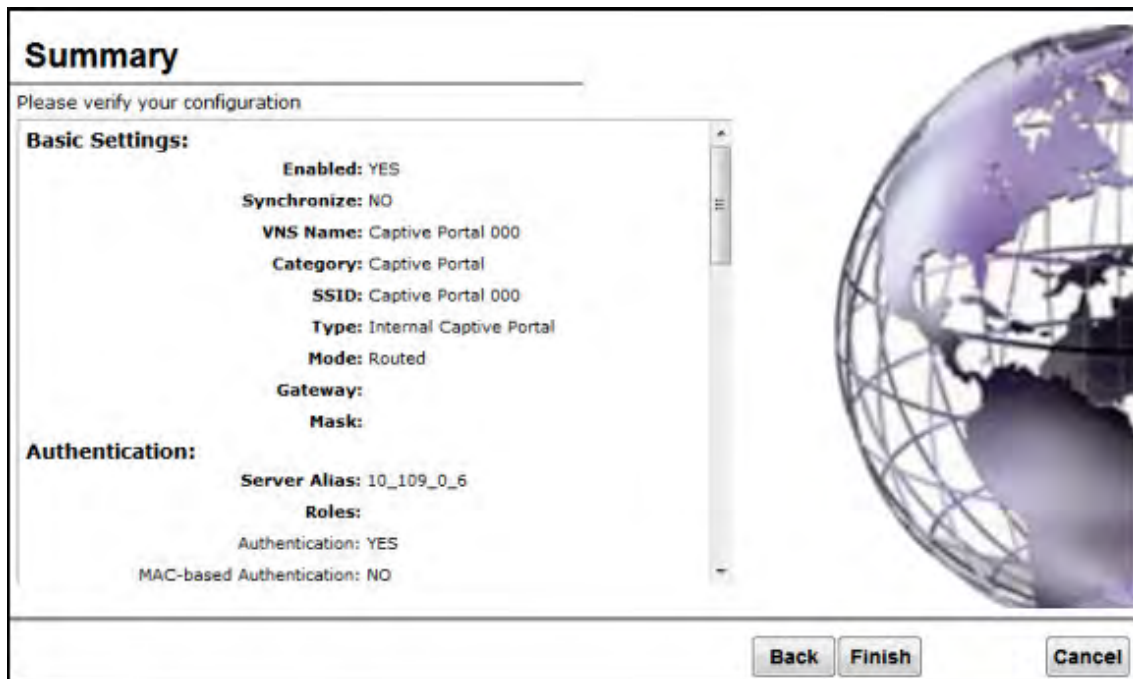 Summary
Please verify your configuration
Basic Settings:
Enabled: YES
Synchronize: NO
VNS Name: Captive Portal 000
Category: Captive Portal
SSID: Captive Portal 000
Type: Internal Captive Portal
Mode: Routed
Gateway:
Mask:
Authentication:
Server Alias: 10_109_0_6
Roles:
Authentication: YES
MAC-based Authentication: NO
Back Finish Cancel